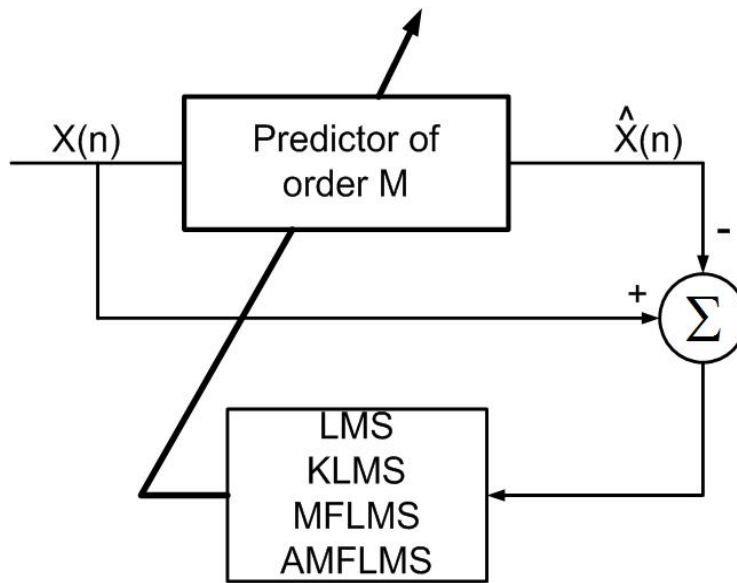 X(n)
Predictor of
order M
X̂(n)
-
+
Σ
LMS
KLMS
MFLMS
AMFLMS